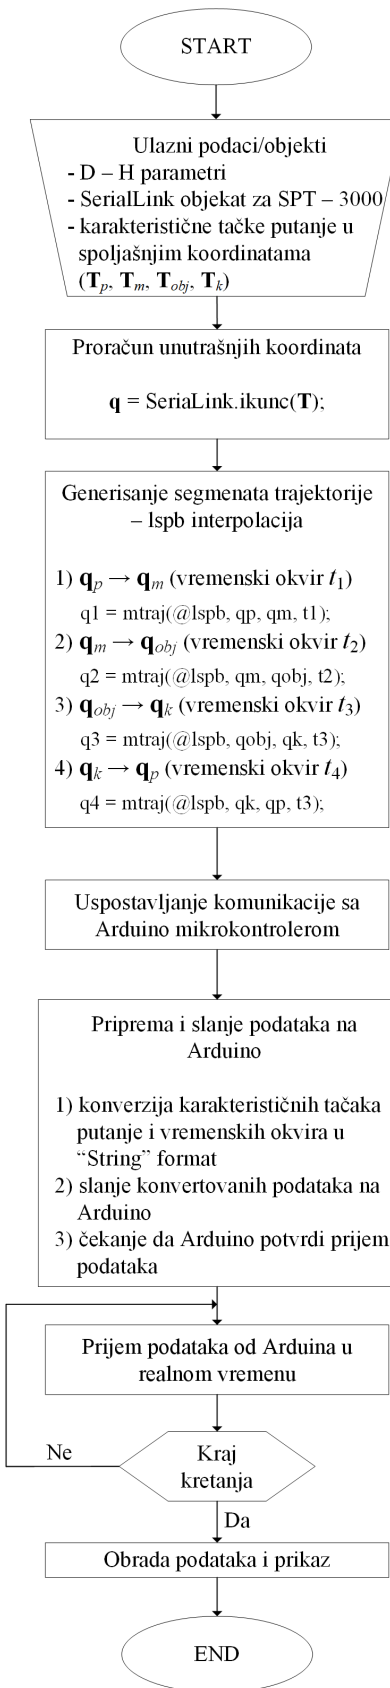 START
Ulazni podaci/objekti
- D – H parametri
- SerialLink objekat za SPT – 3000
- karakteristične tačke putanje u
spoljašnjim koordinatama
(Tp, Tm, Tobj, Tk)
Proračun unutrašnjih koordinata
q = SeriaLink.ikunc(T);
Generisanje segmenata trajektorije
– lspb interpolacija
1) qp → qm (vremenski okvir t1)
q1 = mtraj(@lspb, qp, qm, t1);
2) qm → qobj (vremenski okvir t2)
q2 = mtraj(@lspb, qm, qobj, t2);
3) qobj → qk (vremenski okvir t3)
q3 = mtraj(@lspb, qobj, qk, t3);
4) qk → qp (vremenski okvir t4)
q4 = mtraj(@lspb, qk, qp, t3);
Uspostavljanje komunikacije sa
Arduino mikrokontrolerom
Priprema i slanje podataka na
Arduino
1) konverzija karakterističnih tačaka
putanje i vremenskih okvira u
“String” format
2) slanje konvertovanih podataka na
Arduino
3) čekanje da Arduino potvrdi prijem
podataka
Prijem podataka od Arduina u
realnom vremenu
Ne
Kraj
kretanja
Da
Obrada podataka i prikaz
END